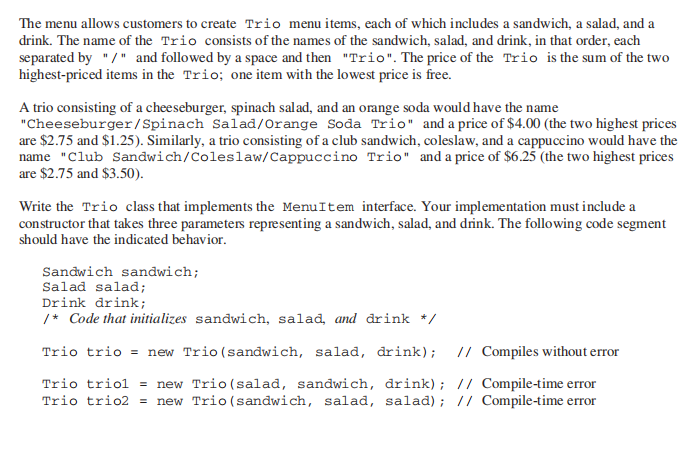 The menu allows customers to create Trio menu items, each of which includes a sandwich, a salad, and a
drink. The name of the Trio consists of the names of the sandwich, salad, and drink, in that order, each
separated by "/" and followed by a space and then "Trio". The price of the Trio is the sum of the two
highest-priced items in the Trio; one item with the lowest price is free.
A trio consisting of a cheeseburger, spinach salad, and an orange soda would have the name
"Cheeseburger/Spinach Salad/Orange Soda Trio" and a price of $4.00 (the two highest prices
are $2.75 and $1.25). Similarly, a trio consisting of a club sandwich, coleslaw, and a cappuccino would have the
name "Club Sandwich/Coleslaw/Cappuccino Trio" and a price of $6.25 (the two highest prices
are $2.75 and $3.50).
Write the Trio class that implements the MenuItem interface. Your implementation must include a
constructor that takes three parameters representing a sandwich, salad, and drink. The following code segment
should have the indicated behavior.
Sandwich sandwich;
Salad salad;
Drink drink;
/* Code that initializes sandwich, salad, and drink */
Trio trio = new Trio(sandwich, salad, drink); // Compiles without error
Trio trio1 = new Trio(salad, sandwich, drink); // Compile-time error
Trio trio2 = new Trio(sandwich, salad, salad); // Compile-time error